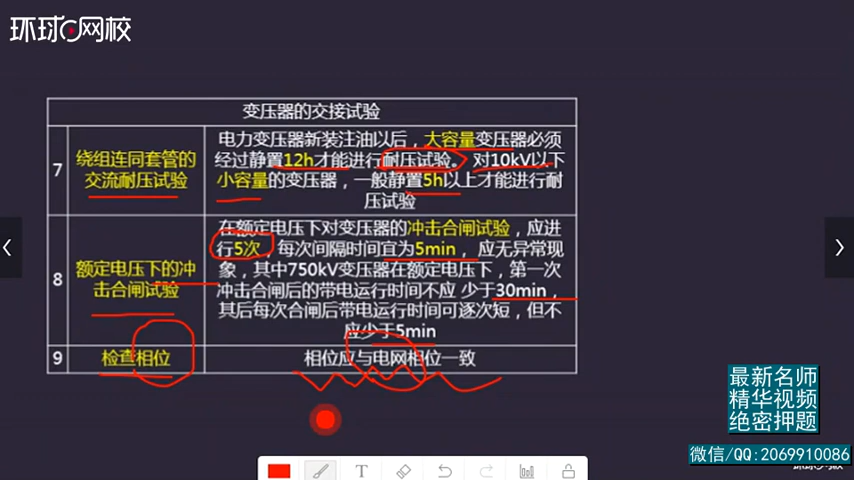 环球网校
变压器的交接试验
7
绕组连同套管的
交流耐压试验
电力变压器新装注油以后，大容量变压器必须
经过静置12h才能进行耐压试验。对10kV以下
小容量的变压器，一般静置5h以上才能进行耐
压试验
8
额定电压下的冲
击合闸试验
在额定电压下对变压器的冲击合闸试验，应进
行5次，每次间隔时间宜为5min，应无异常现
象，其中750kV变压器在额定电压下，第一次
冲击合闸后的带电运行时间不应 少于30min，
其后每次合闸后带电运行时间可逐次短，但不
应少于5min
9
检查相位
相位应与电网相位一致
最新名师
精华视频
绝密押题
微信/QQ:2069910086
T